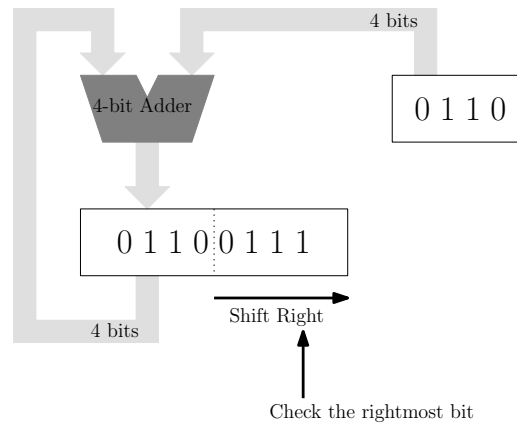 4 bits
4-bit Adder
0 1 1 0
0 1 1 0 0 1 1 1
Shift Right
4 bits
Check the rightmost bit